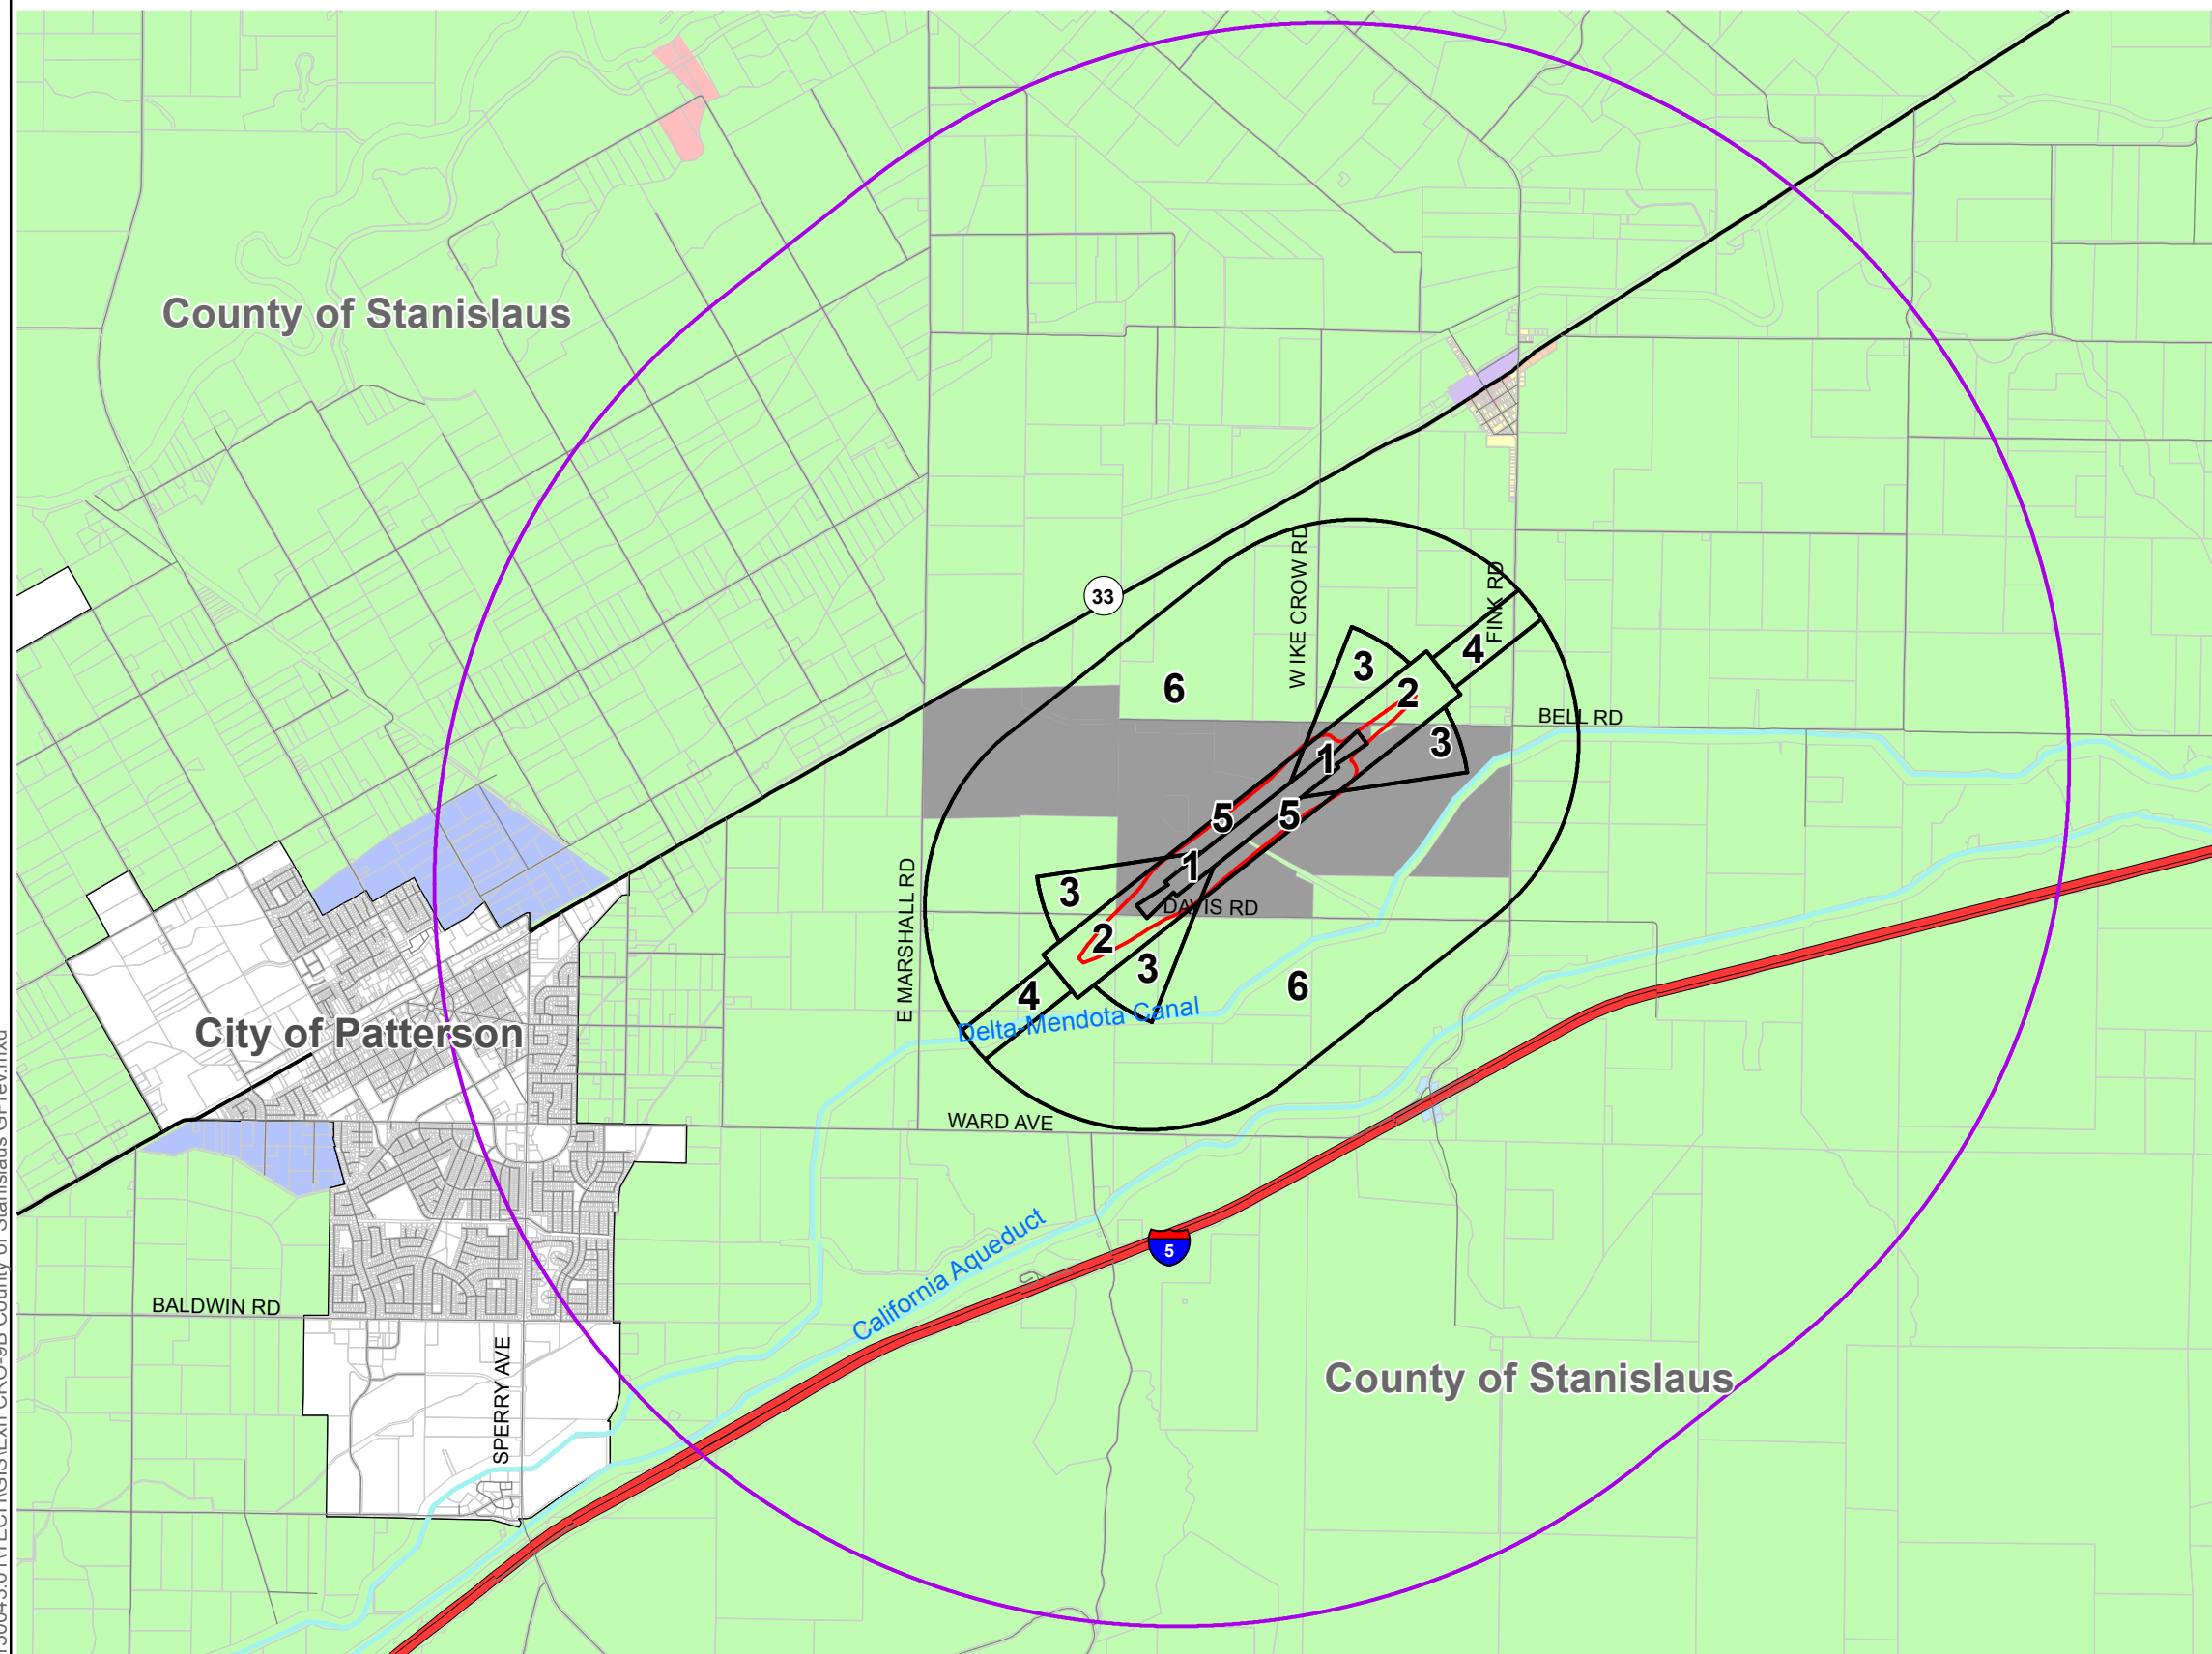 County of Stanislaus
33
W IKE CROW RD
FINK RD
3
4
2
6
BELL RD
3
1
5
5
1
3
DAVIS RD
2
3
E MARSHALL RD
4
6
Delta-Mendota Canal
City of Patterson
WARD AVE
5
California Aqueduct
BALDWIN RD
SPERRY AVE
County of Stanislaus